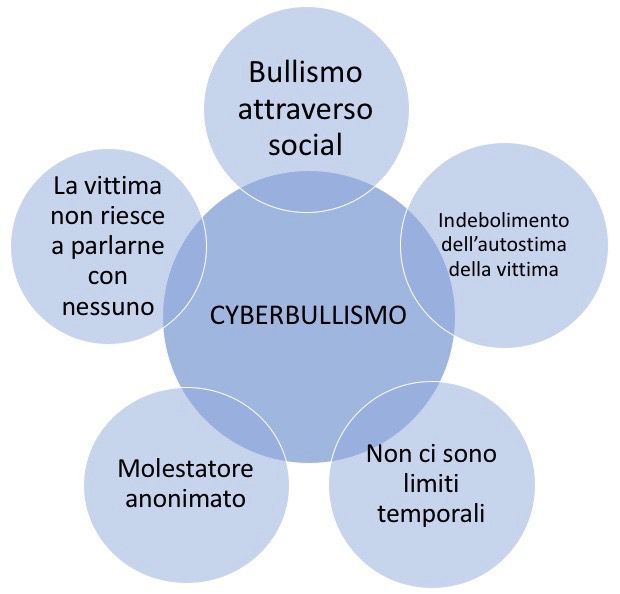 Bullismo
attraverso
social
La vittima
non riesce
a parlarne
con
nessuno
Indebolimento
dell’autostima
della vittima
CYBERBULLISMO
Molestatore
anonimato
Non ci sono
limiti
temporali